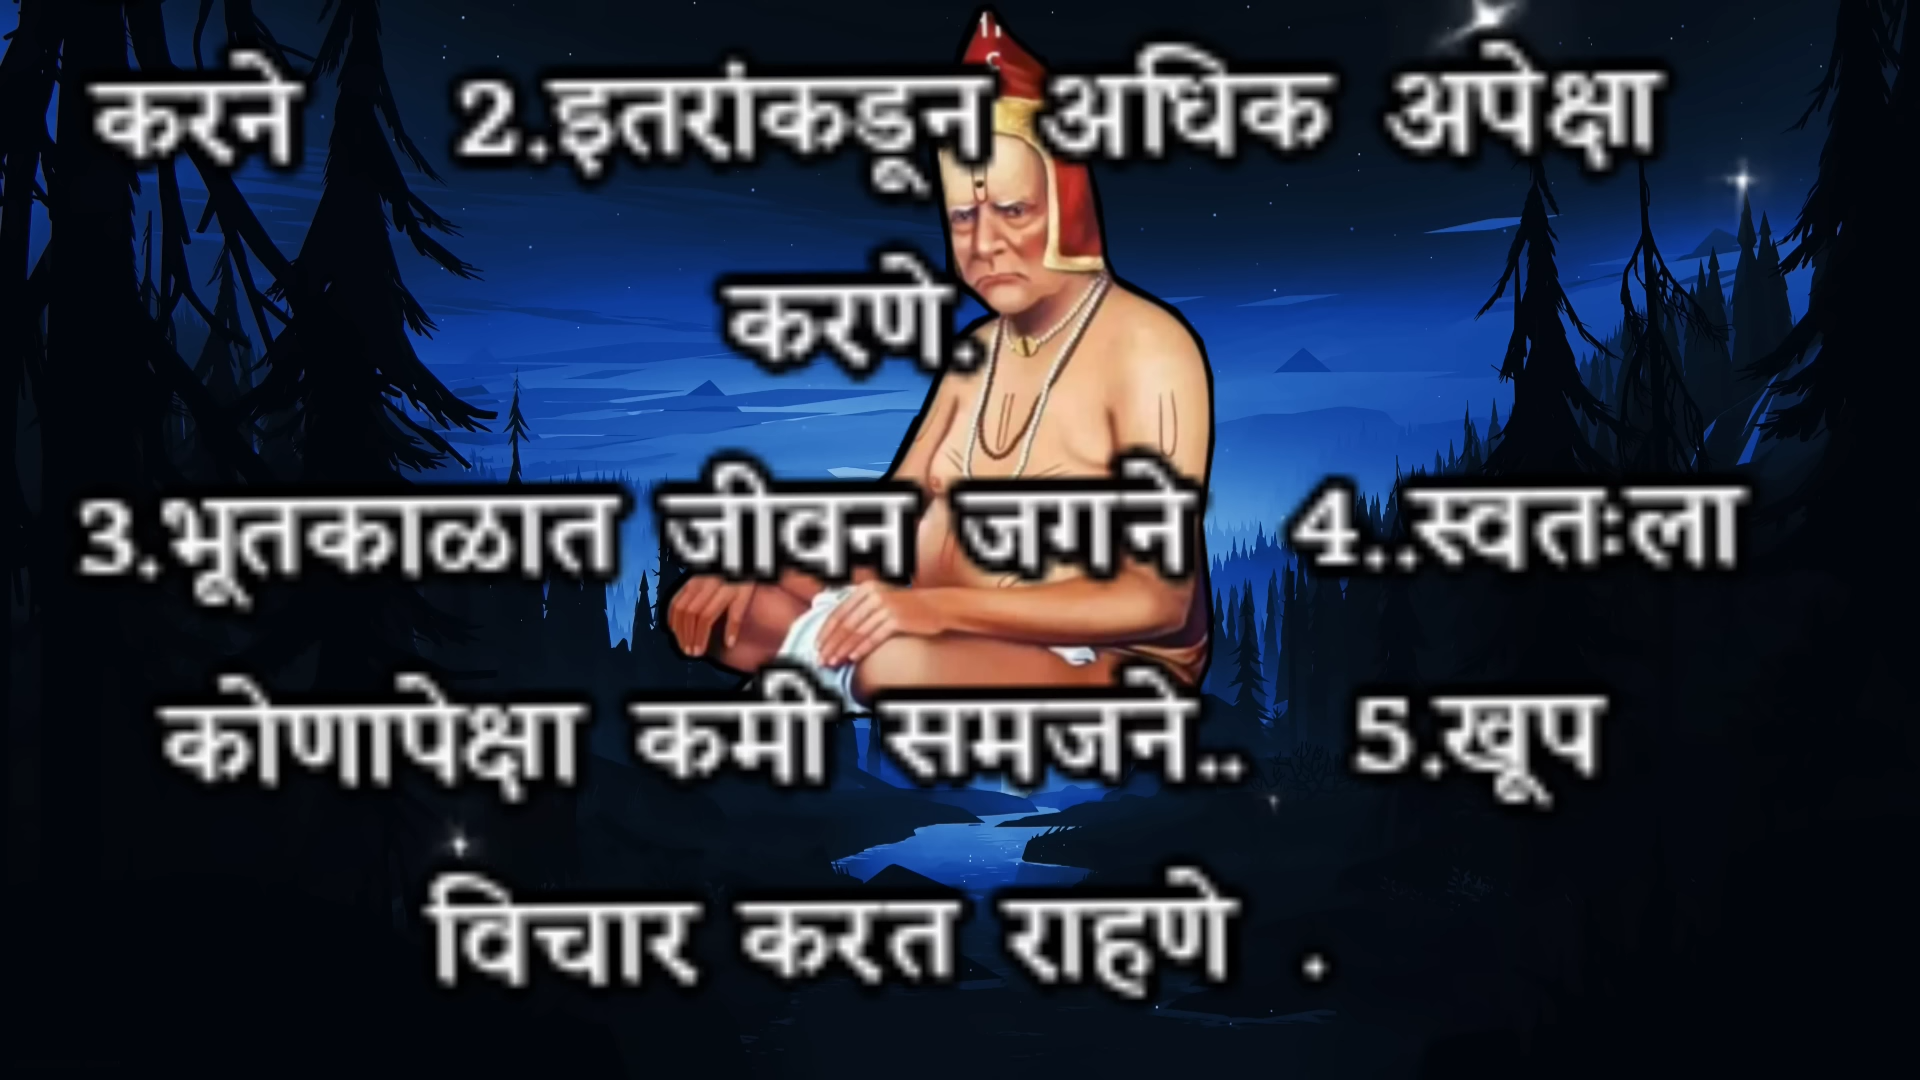 करने 2.इतरांकडून अधिक अपेक्षा
करणे.
3.भूतकाळात जीवन जगने 4..स्वतःला
कोणापेक्षा कमी समजने.. 5.खूप
विचार करत राहणे .